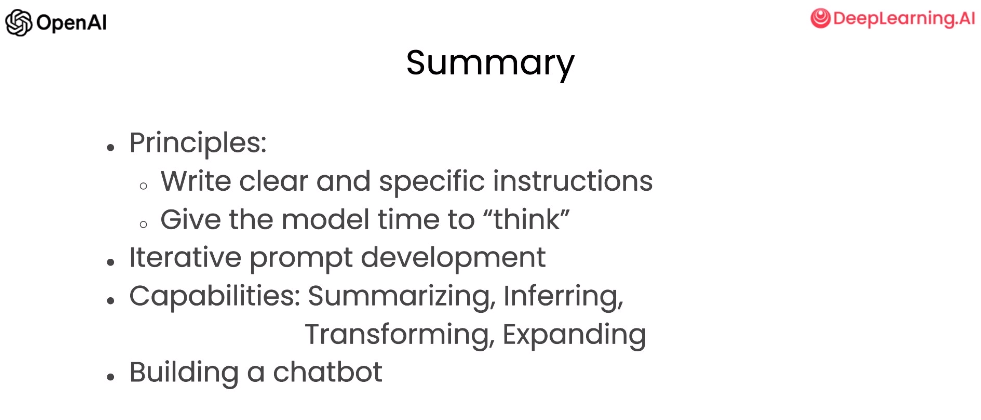 OpenAI
DeepLearning.AI
Summary
• Principles:
◦ Write clear and specific instructions
◦ Give the model time to “think”
• Iterative prompt development
• Capabilities: Summarizing, Inferring,
Transforming, Expanding
• Building a chatbot